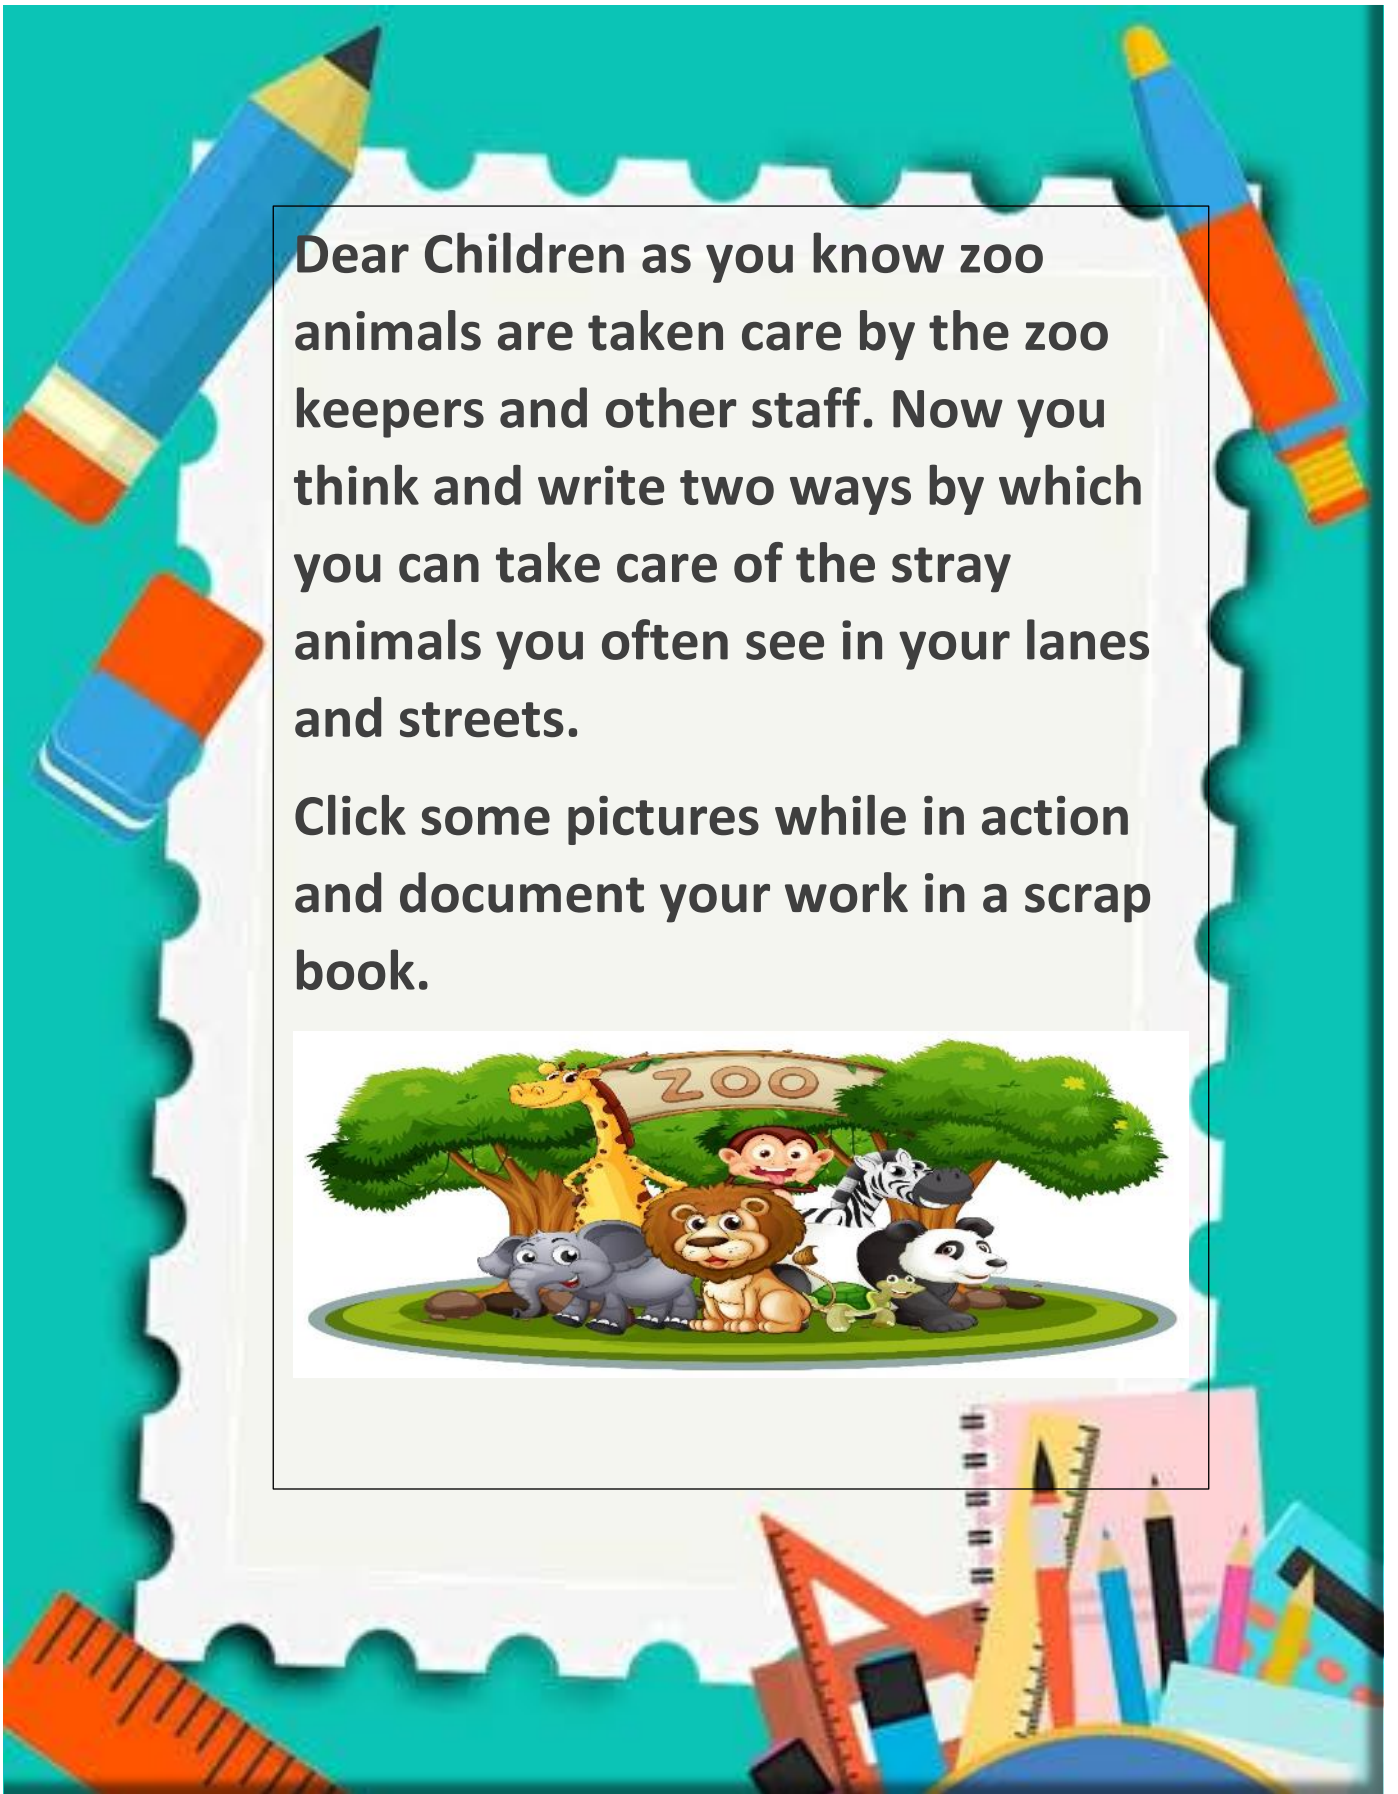 Dear Children as you know zoo
animals are taken care by the zoo
keepers and other staff. Now you
think and write two ways by which
you can take care of the stray
animals you often see in your lanes
and streets.
Click some pictures while in action
and document your work in a scrap
book.
ZOO